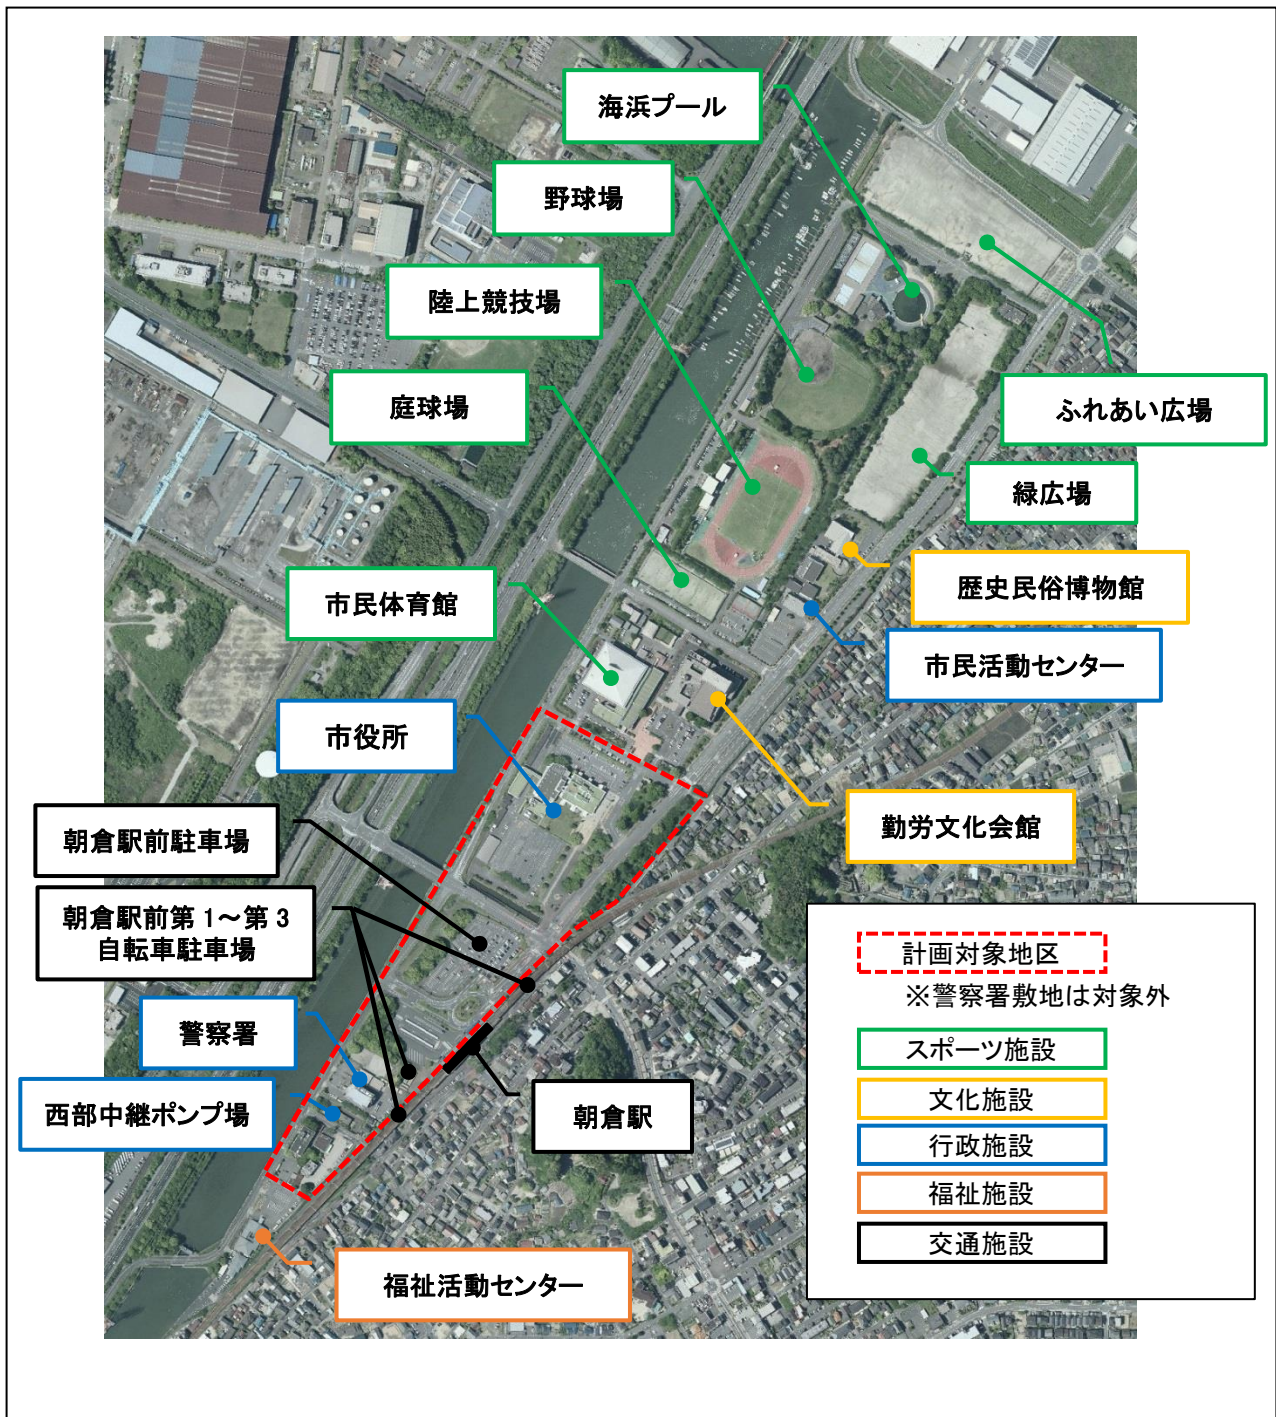 海浜プール
野球場
陸上競技場
庭球場
ふれあい広場
緑広場
歴史民俗博物館
市民体育館
市民活動センター
市役所
勤労文化会館
朝倉駅前駐車場
朝倉駅前第1～第3
自転車駐車場
警察署
西部中継ポンプ場
朝倉駅
福祉活動センター
計画対象地区
※警察署敷地は対象外
スポーツ施設
文化施設
行政施設
福祉施設
交通施設